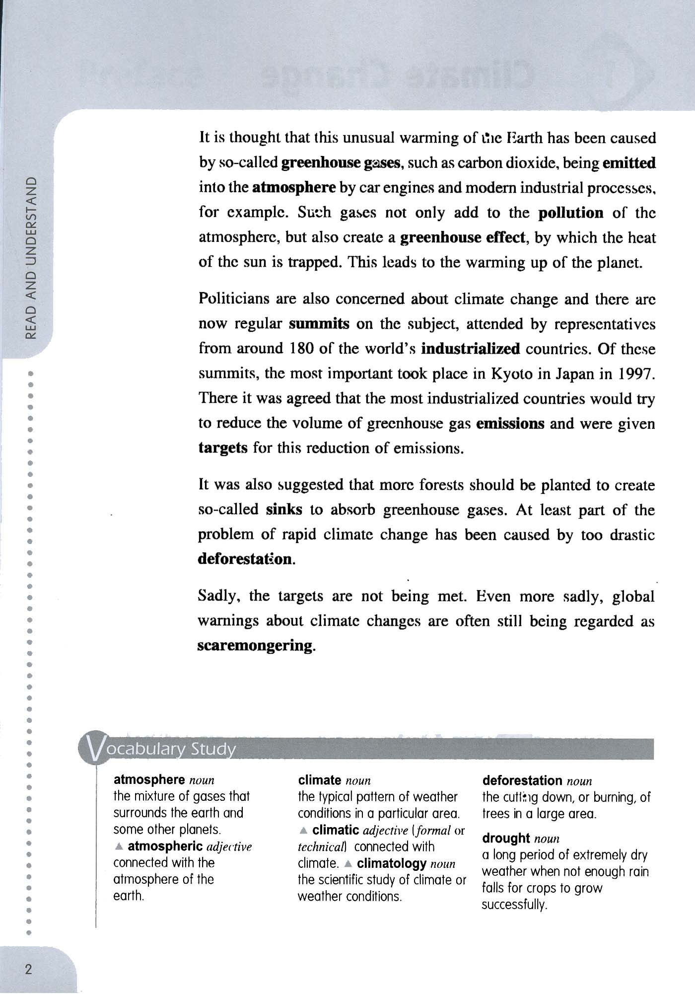 It is thought that this unusual warming of the Earth has been caused
by so-called greenhouse gases, such as carbon dioxide, being emitted
into the atmosphere by car engines and modern industrial processes,
for example. Such gases not only add to the pollution of the
atmosphere, but also create a greenhouse effect, by which the heat
of the sun is trapped. This leads to the warming up of the planet.
Politicians are also concerned about climate change and there are
now regular summits on the subject, attended by representatives
from around 180 of the world's industrialized countries. Of these
summits, the most important took place in Kyoto in Japan in 1997.
There it was agreed that the most industrialized countries would try
to reduce the volume of greenhouse gas emissions and were given
targets for this reduction of emissions.
It was also suggested that more forests should be planted to create
so-called sinks to absorb greenhouse gases. At least part of the
problem of rapid climate change has been caused by too drastic
deforestation.
Sadly, the targets are not being met. Even more sadly, global
warnings about climate changes are often still being regarded as
scaremongering.
READ AND UNDERSTAND
Vocabulary Study
atmosphere noun
the mixture of gases that
surrounds the earth and
some other planets.
▲ atmospheric adjective
connected with the
atmosphere of the
earth.
climate noun
the typical pattern of weather
conditions in a particular area.
▲ climatic adjective (formal or
technical) connected with
climate. ▲ climatology noun
the scientific study of climate or
weather conditions.
deforestation noun
the cutting down, or burning, of
trees in a large area.
drought noun
a long period of extremely dry
weather when not enough rain
falls for crops to grow
successfully.
2